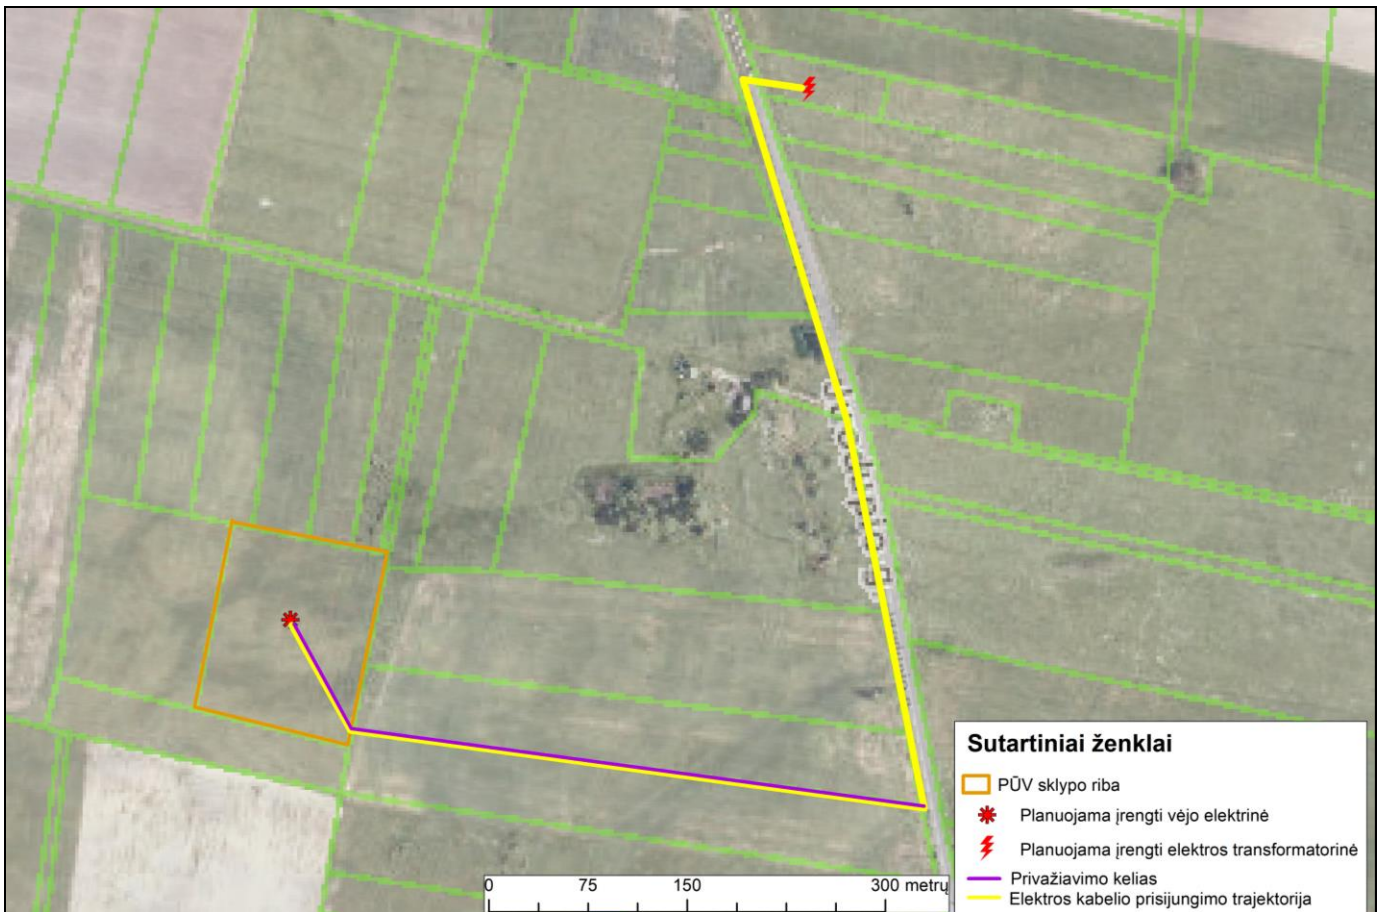 Sutartiniai ženklai
PŪV sklypo riba
Planuojama įrengti vėjo elektrinė
Planuojama įrengti elektros transformatorinė
Privažiavimo kelias
Elektros kabelio prisijungimo trajektorija
0 75 150 300 metrų